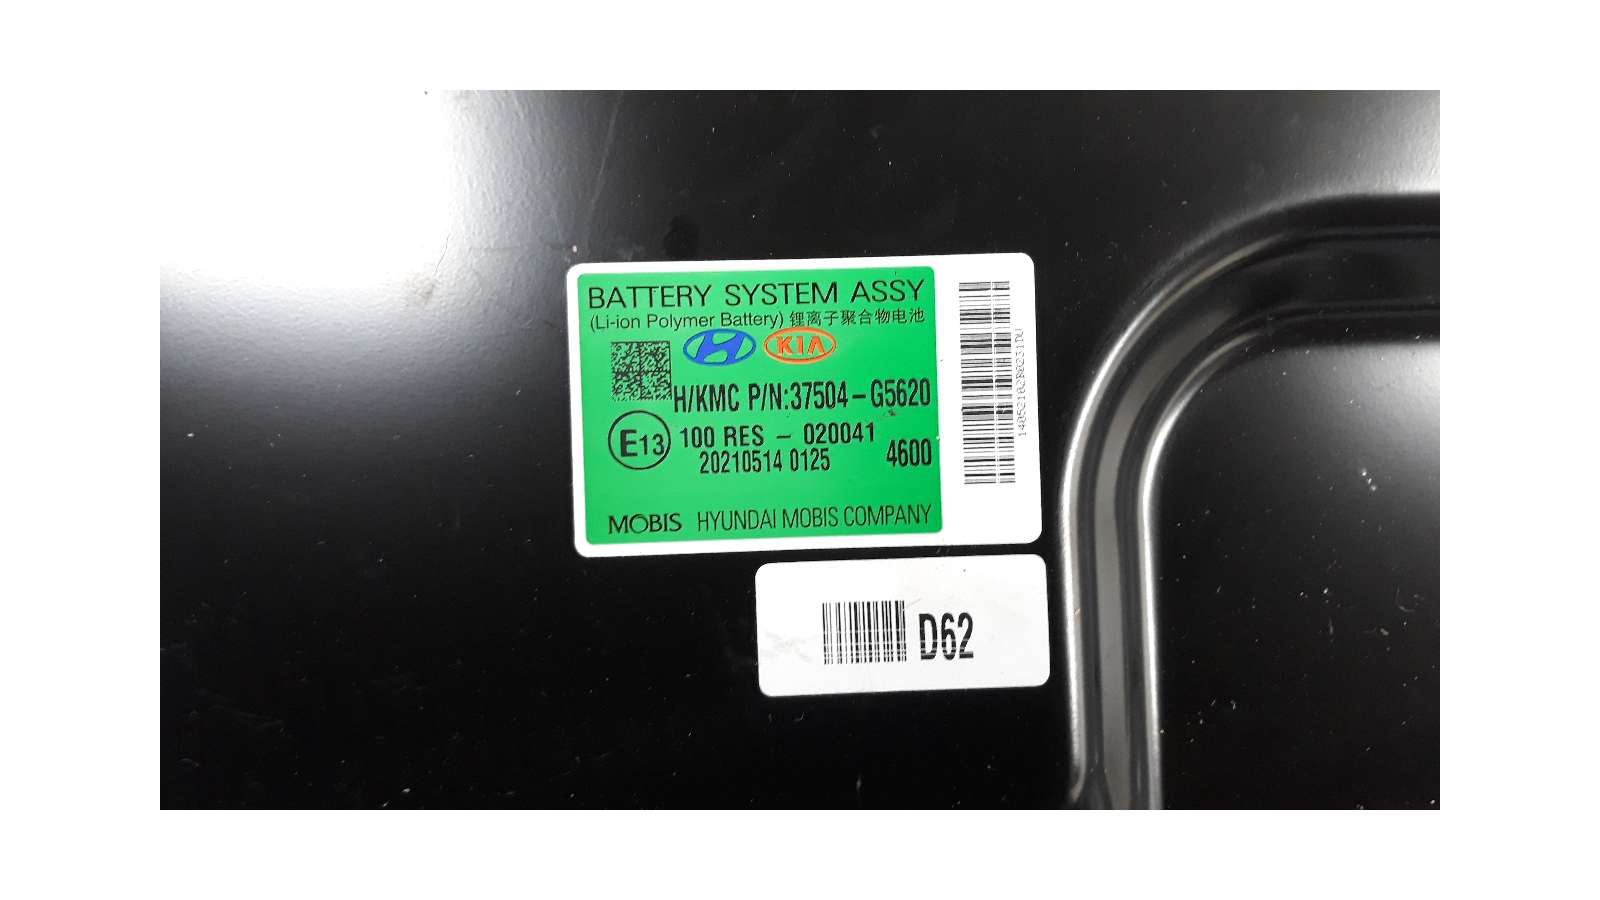 BATTERY SYSTEM ASSY
(Li-ion Polymer Battery) 锂离子聚合物电池
KIA
H/KMC P/N:37504-G5620
E13
100 RES - 020041
20210514 0125 4600
MOBIS HYUNDAI MOBIS COMPANY
D62